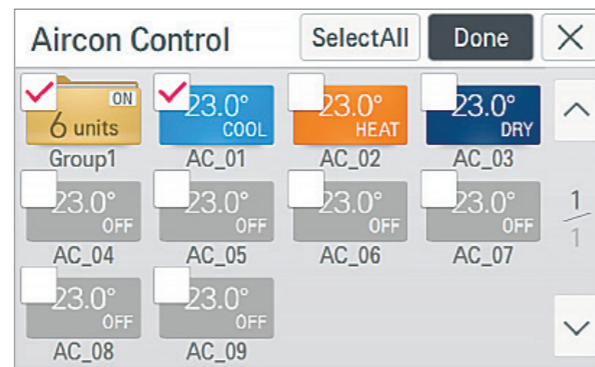 Aircon Control SelectAll Done
ON
6 units 23.0° COOL 23.0° HEAT 23.0° DRY
Group1 AC_01 AC_02 AC_03
23.0° OFF 23.0° OFF 23.0° OFF 23.0° OFF
AC_04 AC_05 AC_06 AC_07
1
1
23.0° OFF 23.0° OFF
AC_08 AC_09